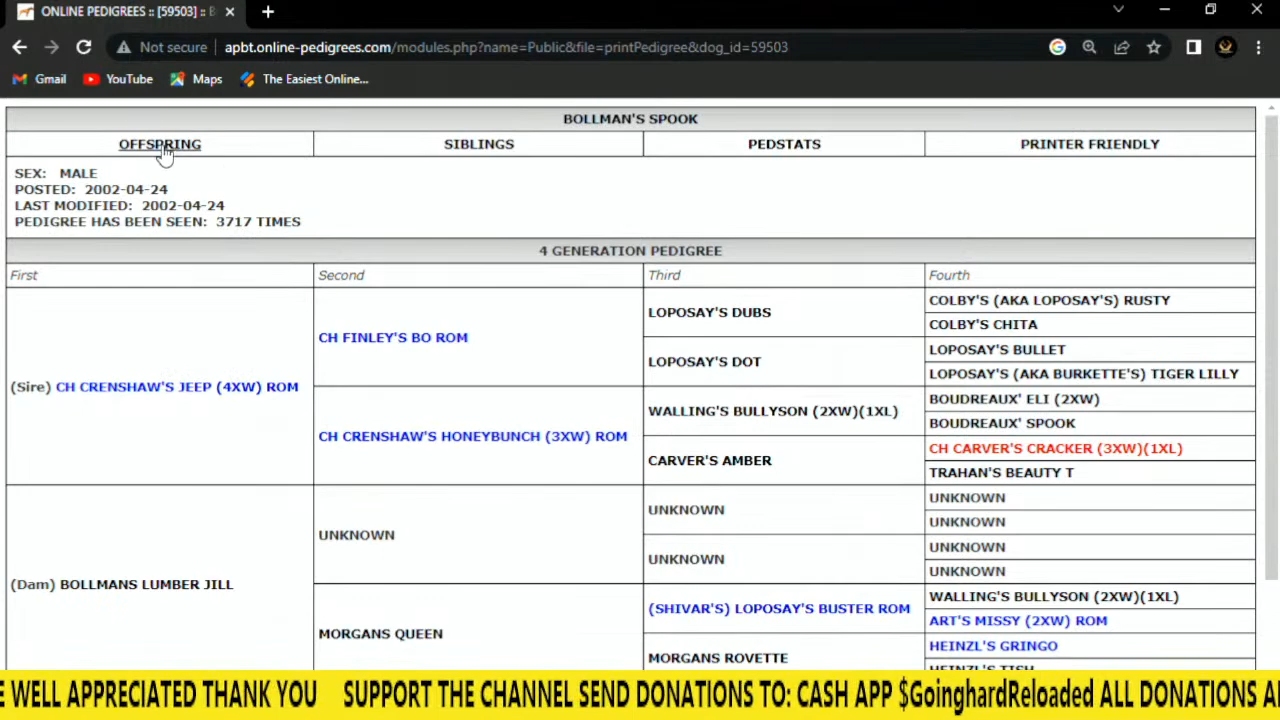 ONLINE PEDIGREES :: [59503] :: B
Not secure apbt.online-pedigrees.com/modules.php?name=Public&file=printPedigree&dog_id=59503
Gmail YouTube Maps The Easiest Online...
BOLLMAN'S SPOOK
OFFSPRING SIBLINGS PEDSTATS PRINTER FRIENDLY
SEX: MALE
POSTED: 2002-04-24
LAST MODIFIED: 2002-04-24
PEDIGREE HAS BEEN SEEN: 3717 TIMES
4 GENERATION PEDIGREE
First Second Third Fourth
(Sire) CH CRENSHAW'S JEEP (4XW) ROM
CH FINLEY'S BO ROM
LOPOSAY'S DUBS
COLBY'S (AKA LOPOSAY'S) RUSTY
COLBY'S CHITA
LOPOSAY'S DOT
LOPOSAY'S BULLET
LOPOSAY'S (AKA BURKETTE'S) TIGER LILLY
CH CRENSHAW'S HONEYBUNCH (3XW) ROM
WALLING'S BULLYSON (2XW)(1XL)
BOUDREAUX' ELI (2XW)
BOUDREAUX' SPOOK
CARVER'S AMBER
CH CARVER'S CRACKER (3XW)(1XL)
TRAHAN'S BEAUTY T
(Dam) BOLLMANS LUMBER JILL
UNKNOWN
UNKNOWN
UNKNOWN
UNKNOWN
UNKNOWN
UNKNOWN
UNKNOWN
MORGANS QUEEN
(SHIVAR'S) LOPOSAY'S BUSTER ROM
WALLING'S BULLYSON (2XW)(1XL)
ART'S MISSY (2XW) ROM
MORGANS ROVETTE
HEINZL'S GRINGO
HEINZL'S TISH
E WELL APPRECIATED THANK YOU SUPPORT THE CHANNEL SEND DONATIONS TO: CASH APP $GoinghardReloaded ALL DONATIONS A